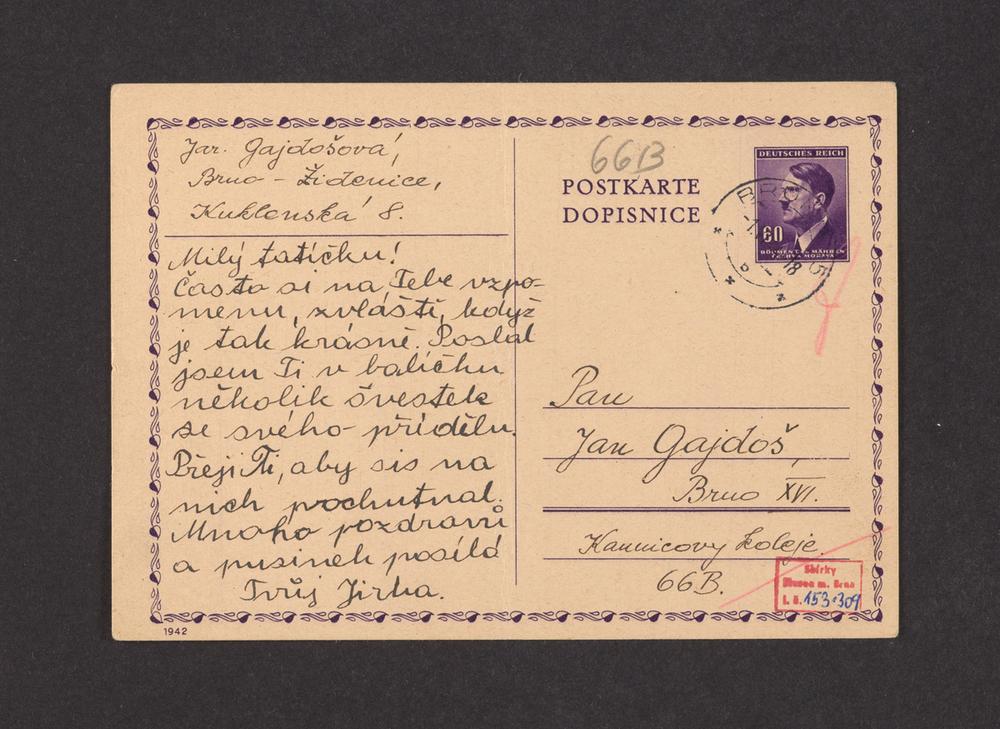 Jar. Gajdošová,
Brno - Židenice,
Kuklenská 8.
Milý tatíčku!
Často si na Tebe vzpo-
menu, zvláště, když
je tak krásně. Poslal
jsem Ti v balíčku
několik švestek
se svého přídělu.
Přeji Ti, aby sis na
nich pochutnal.
Mnoho pozdravů
a pusinek posílá
Tvůj Jirka.
1942
66B
POSTKARTE
DOPISNICE
DEUTSCHES REICH
60
BÖHMEN U. MÄHREN
ČECHY A MORAVA
Pan
Jan Gajdoš,
Brno XVI.
Kaunicovy koleje.
66B.
Sbírky
Musea m. Brna
I. č. 153.309